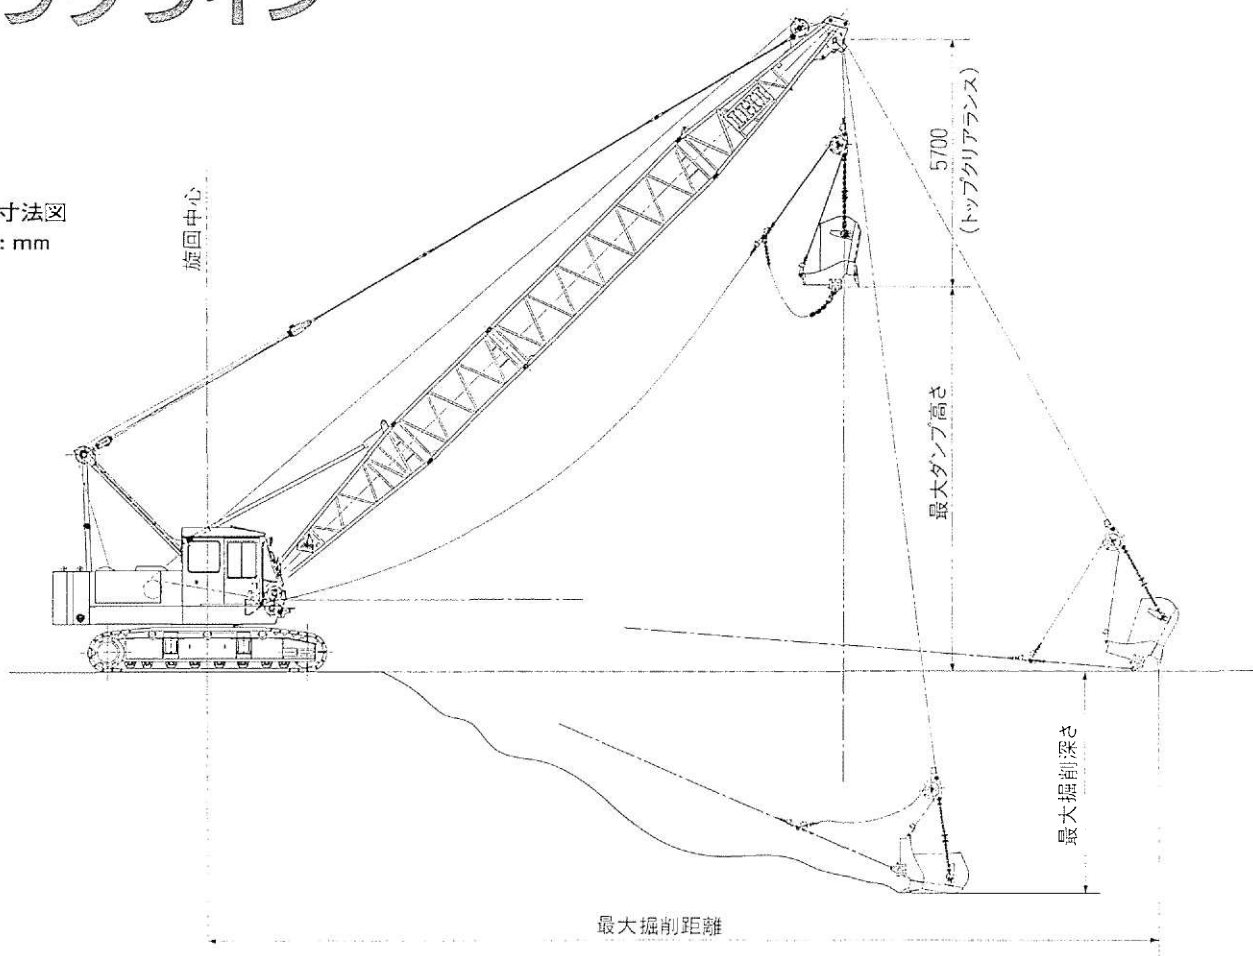 寸法図
: mm
旋回中心
5700
(トップクリアランス)
最大ダンプ高さ
最大掘削深さ
最大掘削距離